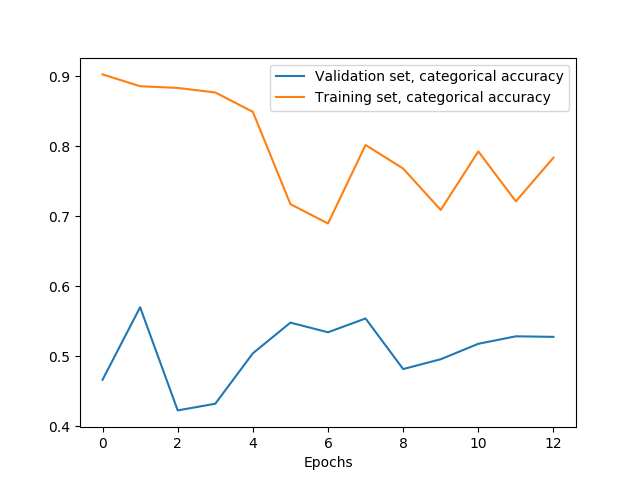 Validation set, categorical accuracy
Training set, categorical accuracy
0.9
0.8
0.7
0.6
0.5
0.4
0 2 4 6 8 10 12
Epochs